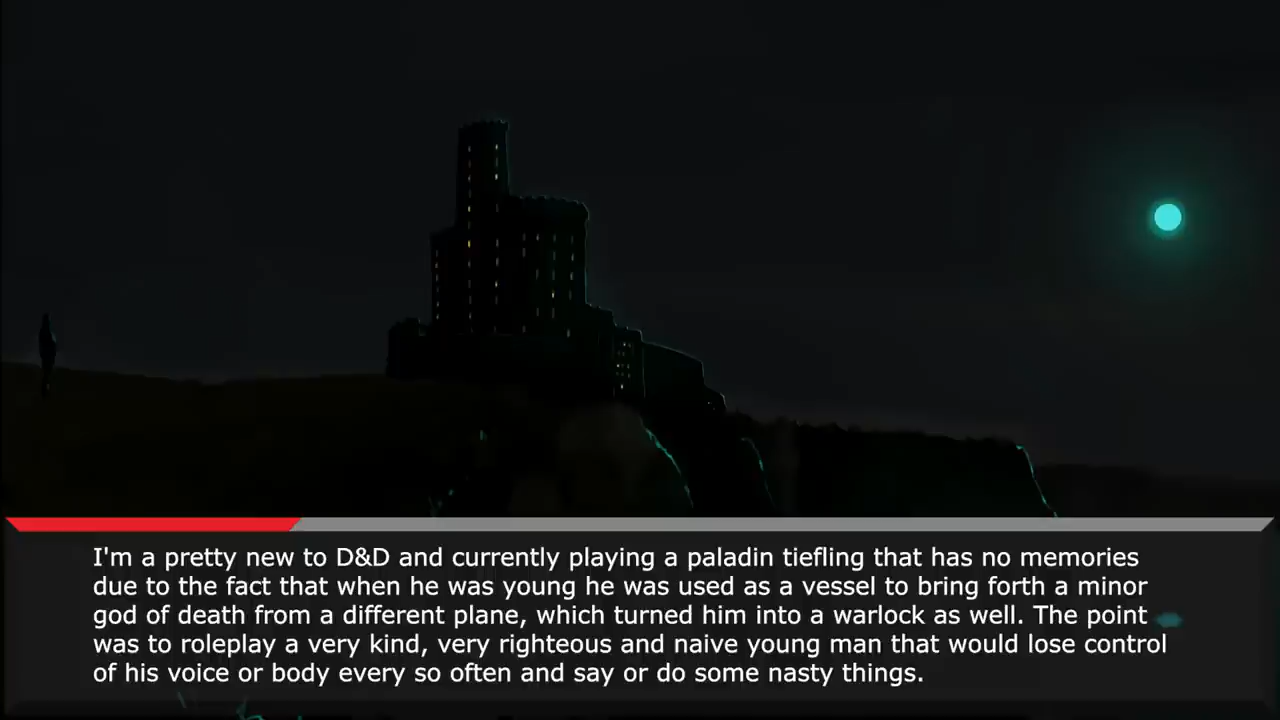 I'm a pretty new to D&D and currently playing a paladin tiefling that has no memories
due to the fact that when he was young he was used as a vessel to bring forth a minor
god of death from a different plane, which turned him into a warlock as well. The point
was to roleplay a very kind, very righteous and naive young man that would lose control
of his voice or body every so often and say or do some nasty things.